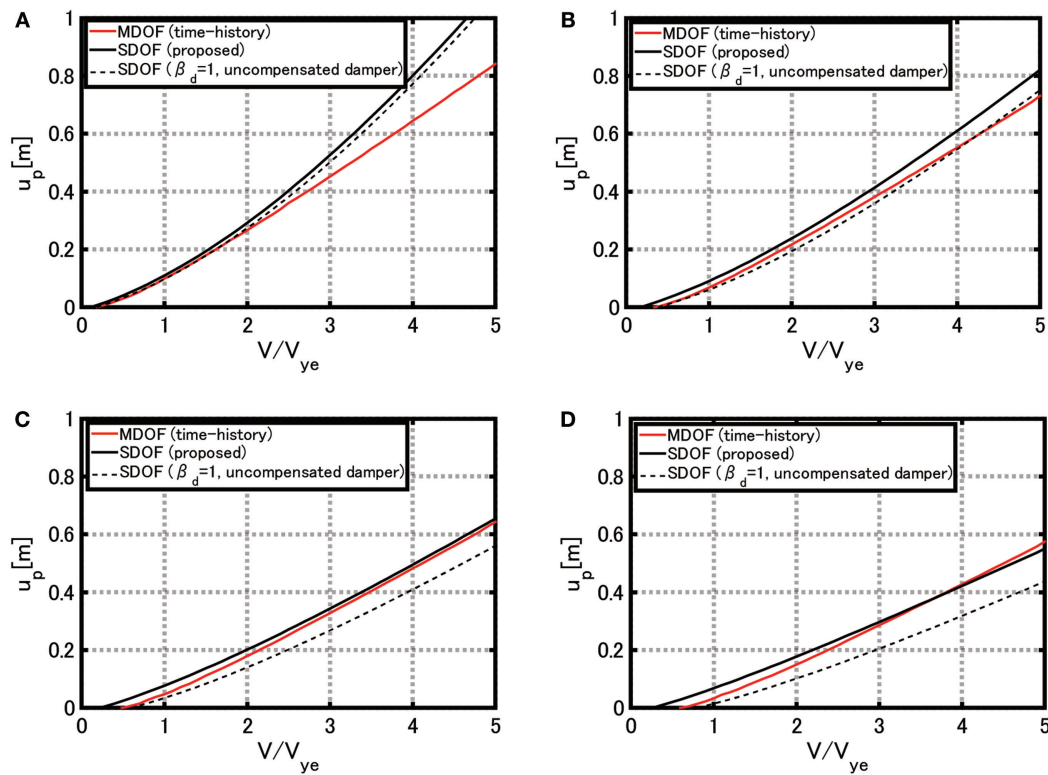 A
MDOF (time-history)
SDOF (proposed)
SDOF (β_d=1, uncompensated damper)
1
0.8
0.6
0.4
0.2
0
u_p[m]
0 1 2 3 4 5
V/V_ye
B
MDOF (time-history)
SDOF (proposed)
SDOF (β_d=1, uncompensated damper)
1
0.8
0.6
0.4
0.2
0
u_p[m]
0 1 2 3 4 5
V/V_ye
C
MDOF (time-history)
SDOF (proposed)
SDOF (β_d=1, uncompensated damper)
1
0.8
0.6
0.4
0.2
0
u_p[m]
0 1 2 3 4 5
V/V_ye
D
MDOF (time-history)
SDOF (proposed)
SDOF (β_d=1, uncompensated damper)
1
0.8
0.6
0.4
0.2
0
u_p[m]
0 1 2 3 4 5
V/V_ye